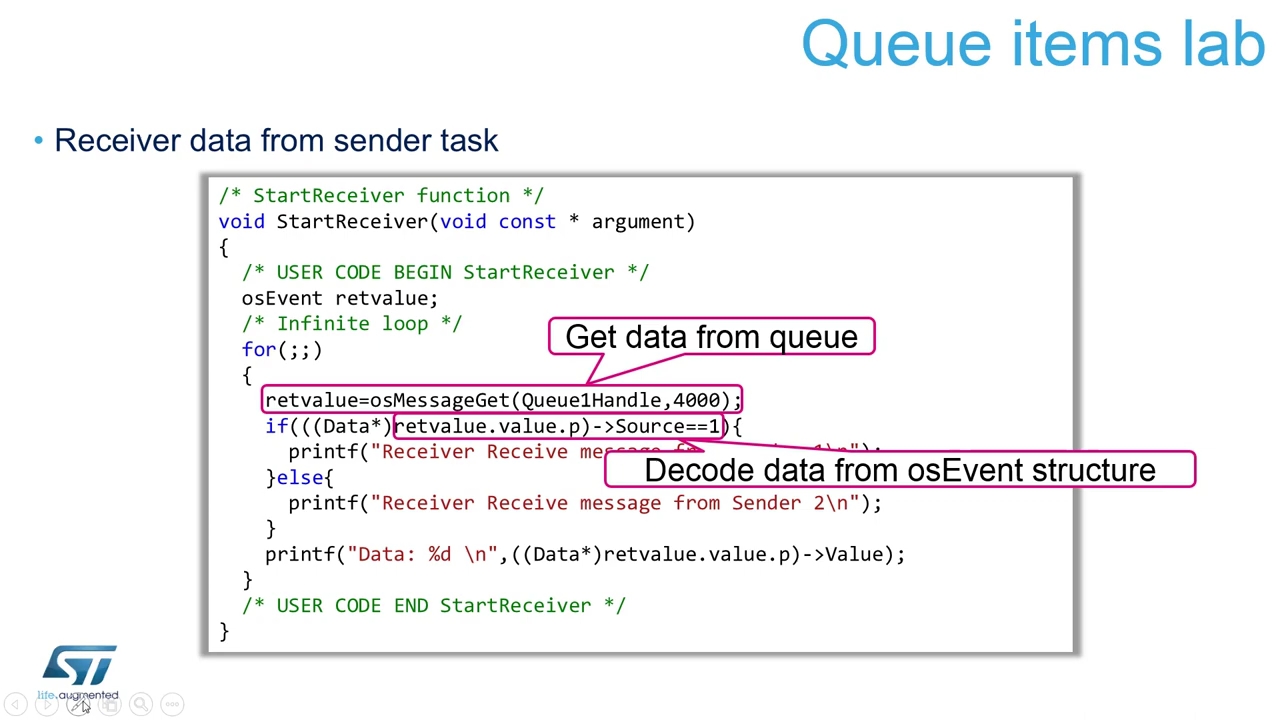 Queue items lab
• Receiver data from sender task
/* StartReceiver function */
void StartReceiver(void const * argument)
{
/* USER CODE BEGIN StartReceiver */
osEvent retvalue;
/* Infinite loop */
for(;;)
Get data from queue
{
retvalue=osMessageGet(Queue1Handle,4000);
if(((Data*)retvalue.value.p)->Source==1){
printf("Receiver Receive message 1\n");
Decode data from osEvent structure
}else{
printf("Receiver Receive message from Sender 2\n");
}
printf("Data: %d \n",((Data*)retvalue.value.p)->Value);
}
/* USER CODE END StartReceiver */
}
ST
life.augmented